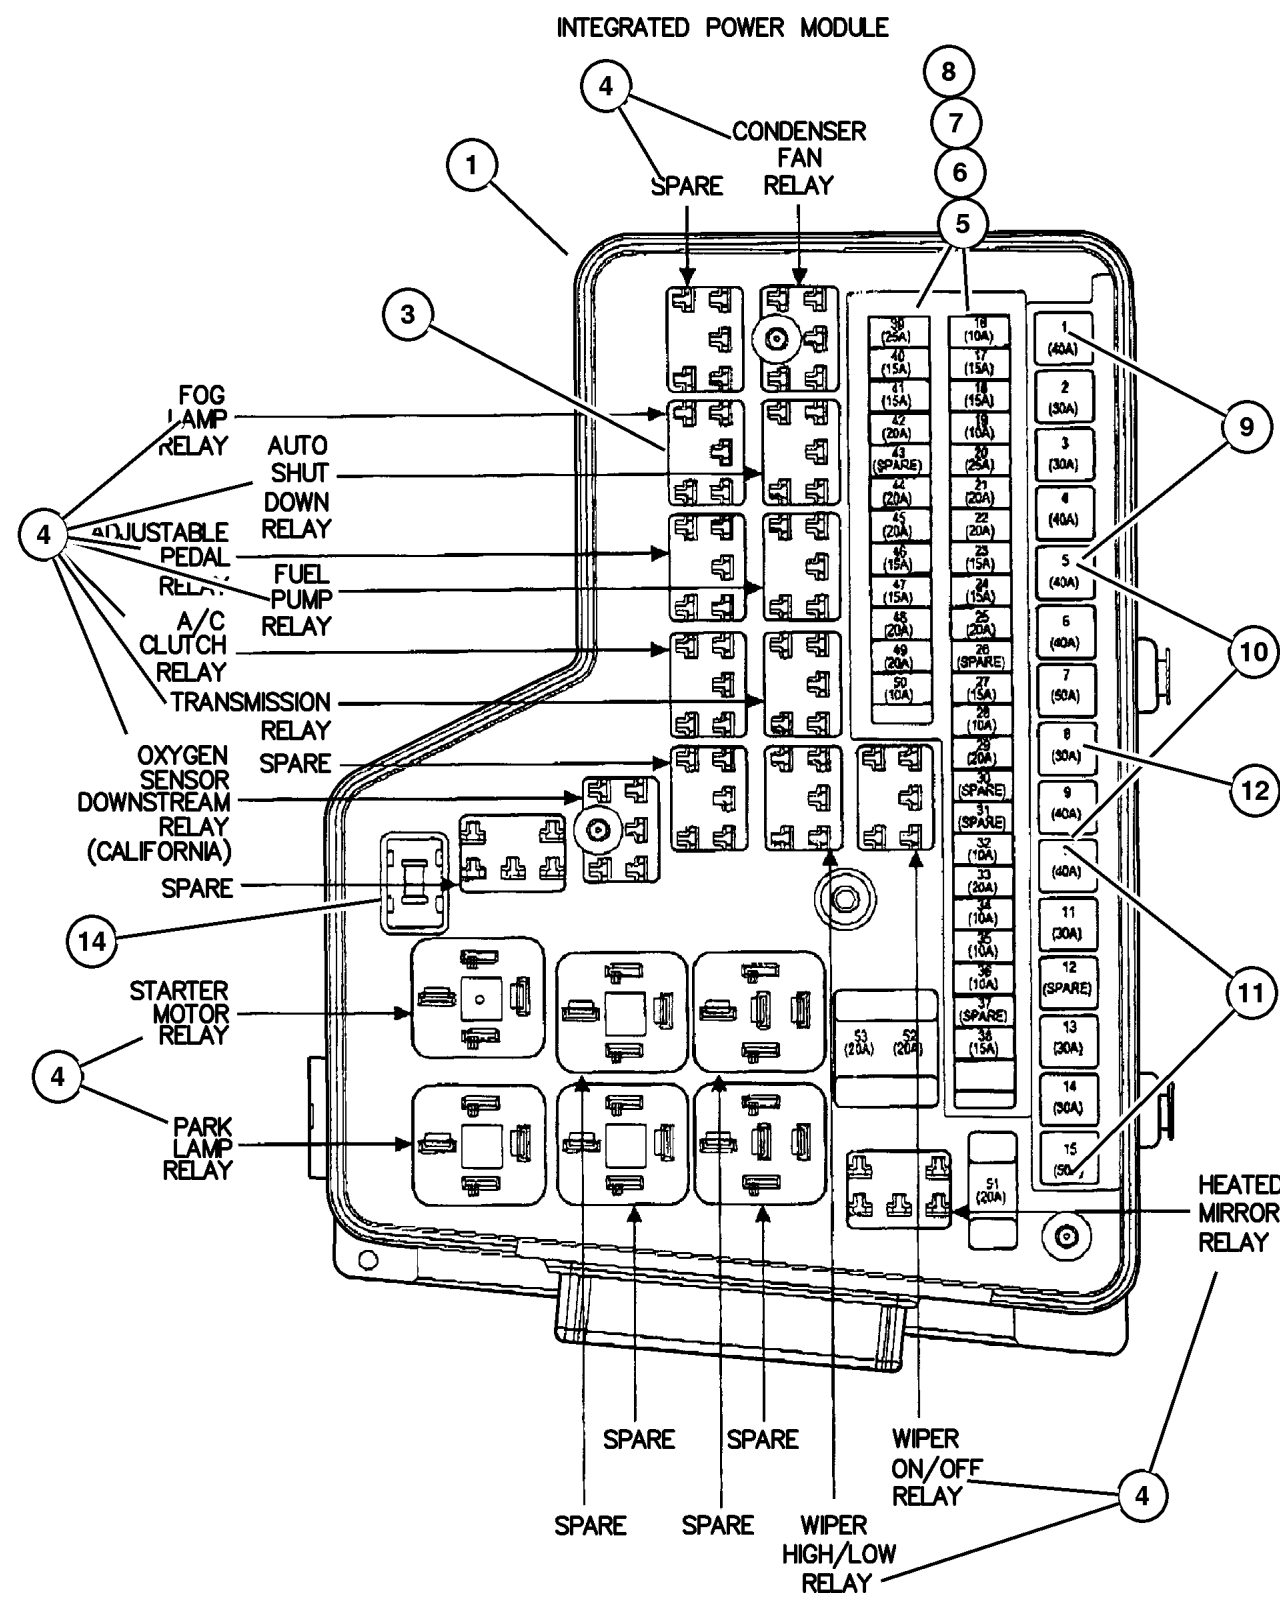 INTEGRATED POWER MODULE
8
4
7
CONDENSER
FAN
RELAY
1
6
SPARE
5
3
FOG
LAMP
RELAY
AUTO
SHUT
DOWN
RELAY
4
ADJUSTABLE
PEDAL
RELAY
FUEL
PUMP
RELAY
A/C
CLUTCH
RELAY
TRANSMISSION
RELAY
OXYGEN
SENSOR
DOWNSTREAM
RELAY
(CALIFORNIA)
SPARE
SPARE
14
STARTER
MOTOR
RELAY
4
PARK
LAMP
RELAY
39
(25A)
40
(15A)
41
(15A)
42
(20A)
43
(SPARE)
44
(20A)
45
(20A)
46
(15A)
47
(15A)
48
(20A)
49
(20A)
50
(10A)
16
(10A)
17
(15A)
18
(15A)
19
(10A)
20
(25A)
21
(20A)
22
(20A)
23
(15A)
24
(15A)
25
(20A)
26
(SPARE)
27
(15A)
28
(10A)
29
(20A)
30
(SPARE)
31
(SPARE)
32
(10A)
33
(20A)
34
(10A)
35
(10A)
36
(10A)
37
(SPARE)
38
(15A)
1
(40A)
2
(30A)
3
(30A)
4
(40A)
5
(40A)
6
(40A)
7
(50A)
8
(30A)
9
(40A)
(40A)
11
(30A)
12
(SPARE)
13
(30A)
14
(30A)
15
9
10
12
11
53
(20A)
52
(20A)
51
(20A)
HEATED
MIRROR
RELAY
SPARE
SPARE
WIPER
ON/OFF
RELAY
4
SPARE
SPARE
WIPER
HIGH/LOW
RELAY